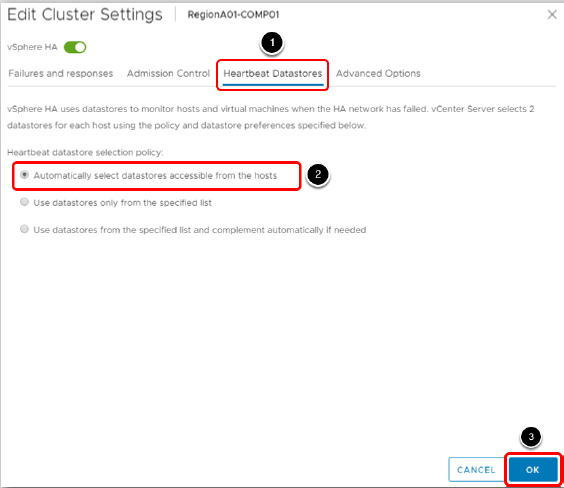 Edit Cluster Settings RegionA01-COMP01
1
vSphere HA
Failures and responses Admission Control Heartbeat Datastores Advanced Options
vSphere HA uses datastores to monitor hosts and virtual machines when the HA network has failed. vCenter Server selects 2
datastores for each host using the policy and datastore preferences specified below.
Heartbeat datastore selection policy:
Automatically select datastores accessible from the hosts 2
Use datastores only from the specified list
Use datastores from the specified list and complement automatically if needed
3
CANCEL OK